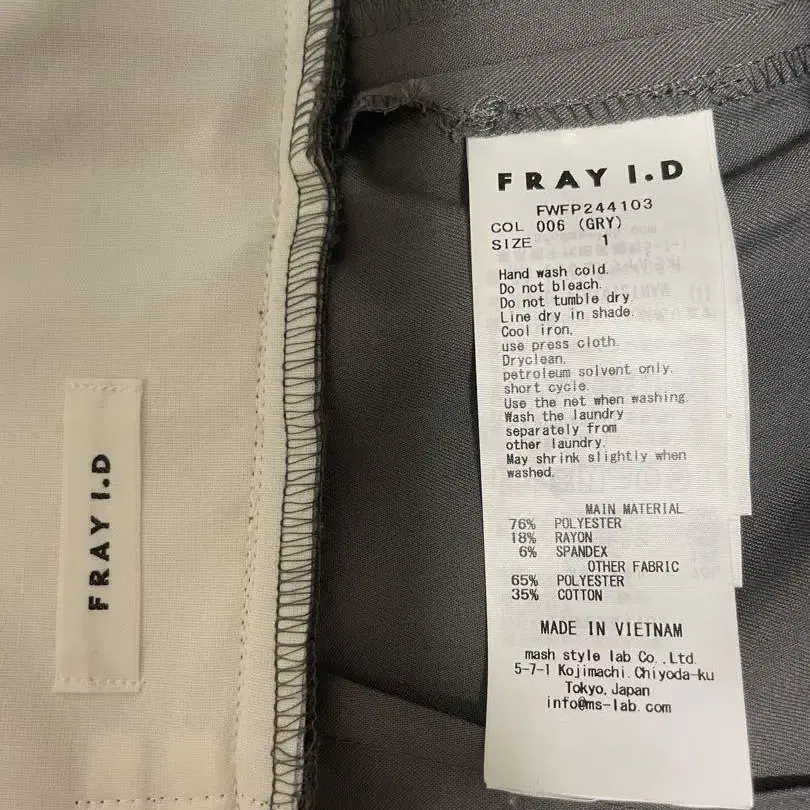 FRAY I.D
FRAY I.D
FWFP244103
COL 006 (GRY)
SIZE 1
Hand wash cold.
Do not bleach.
Do not tumble dry.
Line dry in shade.
Cool iron.
use press cloth.
Dryclean.
petroleum solvent only.
short cycle.
Use the net when washing.
Wash the laundry
separately from
other laundry.
May shrink slightly when
washed.
MAIN MATERIAL
76% POLYESTER
18% RAYON
6% SPANDEX
OTHER FABRIC
65% POLYESTER
35% COTTON
MADE IN VIETNAM
mash style lab Co.,Ltd.
5-7-1 Kojimachi.Chiyoda-ku
Tokyo,Japan
info@ms-lab.com